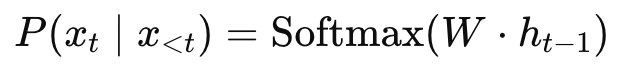 P(x_t | x_{<t}) = Softmax(W · h_{t−1})